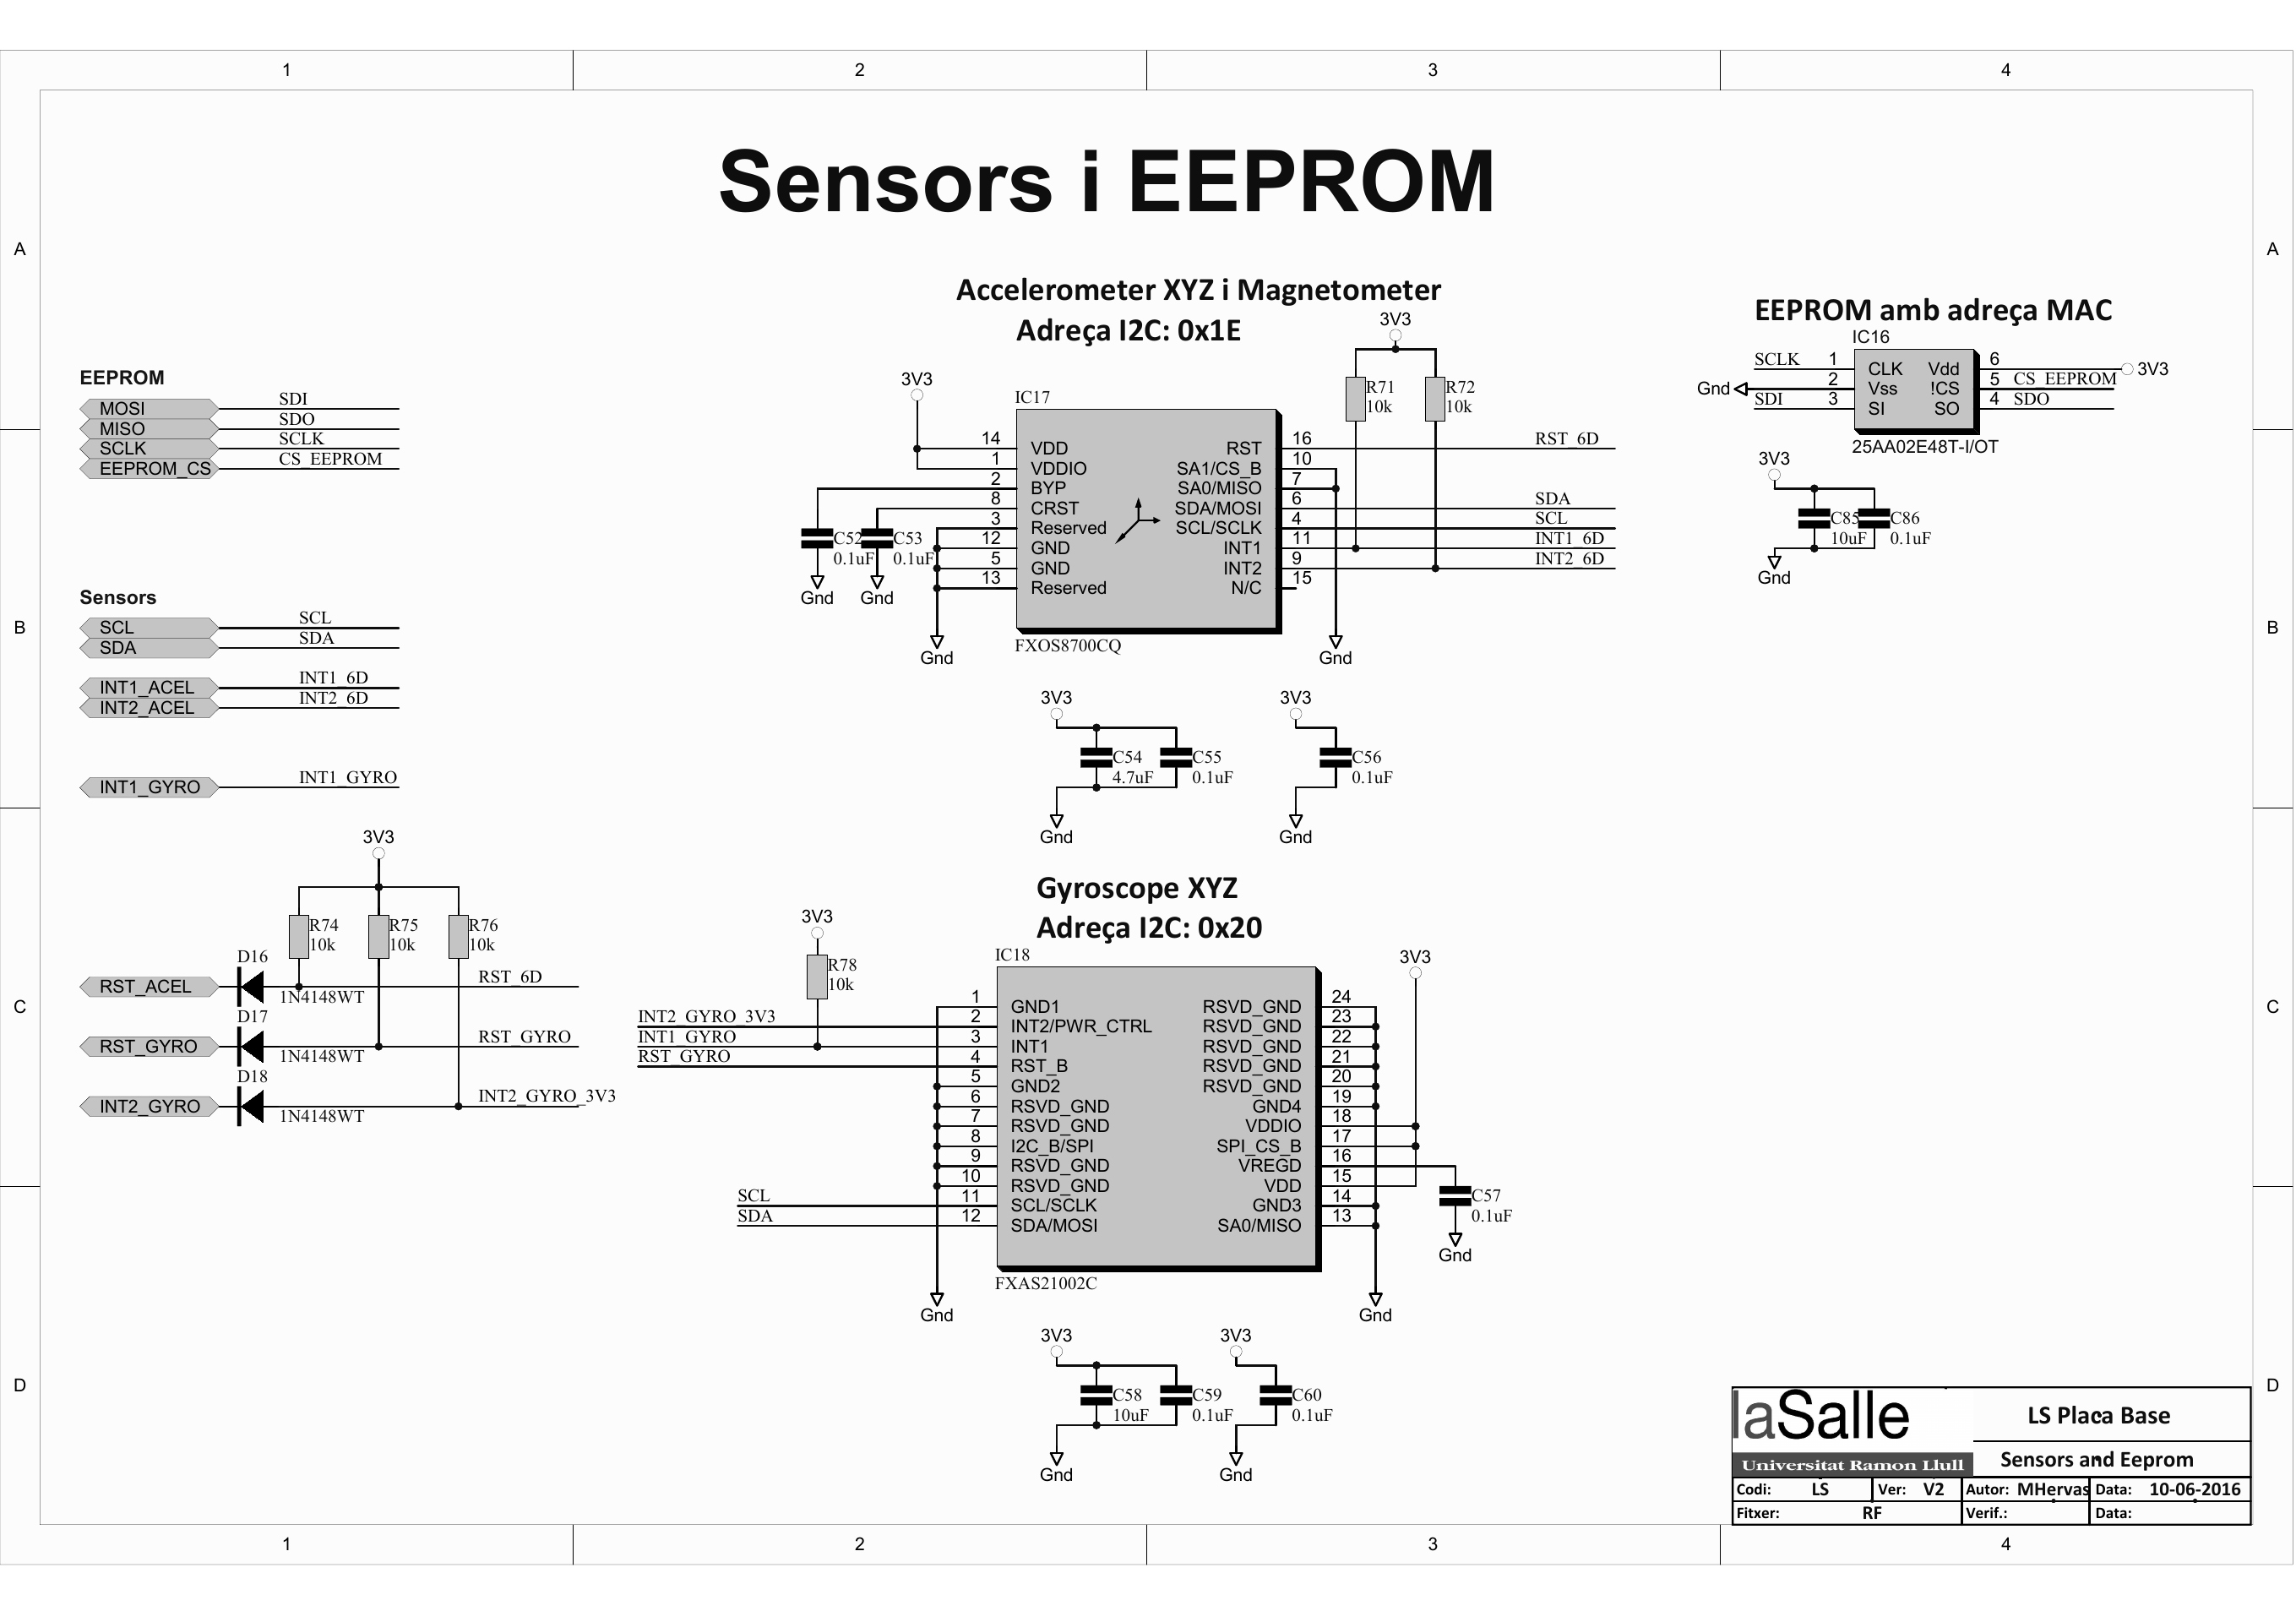 1 2 3 4
A A
B B
C C
D D
Sensors i EEPROM
EEPROM
MOSI SDI
MISO SDO
SCLK SCLK
EEPROM_CS CS_EEPROM
Sensors
SCL SCL
SDA SDA
INT1_ACEL INT1_6D
INT2_ACEL INT2_6D
INT1_GYRO INT1_GYRO
3V3
R74 R75 R76
10k 10k 10k
D16
RST_ACEL 1N4148WT RST_6D
D17
RST_GYRO 1N4148WT RST_GYRO
D18
INT2_GYRO 1N4148WT INT2_GYRO_3V3
Accelerometer XYZ i Magnetometer
Adreça I2C: 0x1E
3V3
3V3
IC17
R71 R72
10k 10k
14 VDD RST 16 RST_6D
1 VDDIO SA1/CS_B 10
2 BYP SA0/MISO 7
8 CRST SDA/MOSI 6 SDA
3 Reserved SCL/SCLK 4 SCL
12 GND INT1 11 INT1_6D
5 GND INT2 9 INT2_6D
13 Reserved N/C 15
C52 C53
0.1uF 0.1uF
Gnd Gnd
Gnd Gnd
FXOS8700CQ
3V3 3V3
C54 C55 C56
4.7uF 0.1uF 0.1uF
Gnd Gnd
Gyroscope XYZ
Adreça I2C: 0x20
3V3
R78
10k
IC18
3V3
1 GND1 RSVD_GND 24
INT2_GYRO_3V3 2 INT2/PWR_CTRL RSVD_GND 23
INT1_GYRO 3 INT1 RSVD_GND 22
RST_GYRO 4 RST_B RSVD_GND 21
5 GND2 RSVD_GND 20
6 RSVD_GND GND4 19
7 RSVD_GND VDDIO 18
8 I2C_B/SPI SPI_CS_B 17
9 RSVD_GND VREGD 16
10 RSVD_GND VDD 15
SCL 11 SCL/SCLK GND3 14
SDA 12 SDA/MOSI SA0/MISO 13
C57
0.1uF
Gnd
FXAS21002C
Gnd Gnd
3V3 3V3
C58 C59 C60
10uF 0.1uF 0.1uF
Gnd Gnd
EEPROM amb adreça MAC
IC16
SCLK 1 CLK Vdd 6 3V3
Gnd 2 Vss !CS 5 CS_EEPROM
SDI 3 SI SO 4 SDO
25AA02E48T-I/OT
3V3
C85 C86
10uF 0.1uF
Gnd
laSalle
Universitat Ramon Llull
LS Placa Base
Sensors and Eeprom
Codi: LS Ver: V2 Autor: MHervas Data: 10-06-2016
Fitxer: RF Verif.: Data:
1 2 3 4